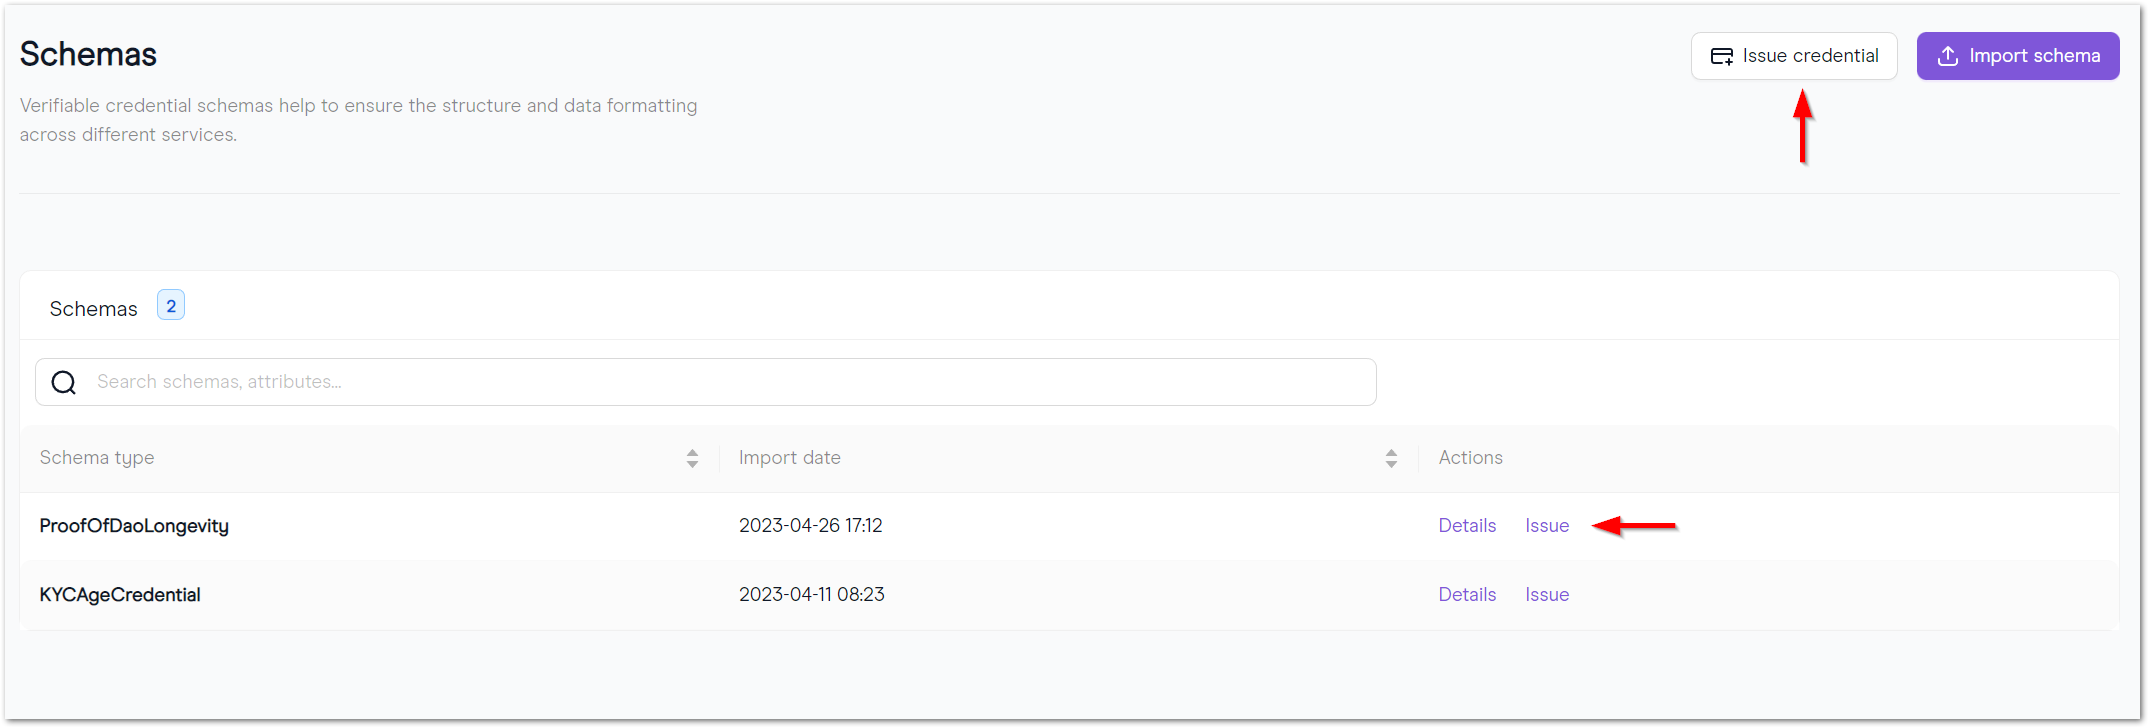 Schemas
Issue credential
Import schema
Verifiable credential schemas help to ensure the structure and data formatting
across different services.
Schemas 2
Search schemas, attributes...
Schema type Import date Actions
ProofOfDaoLongevity 2023-04-26 17:12 Details Issue
KYCAgeCredential 2023-04-11 08:23 Details Issue